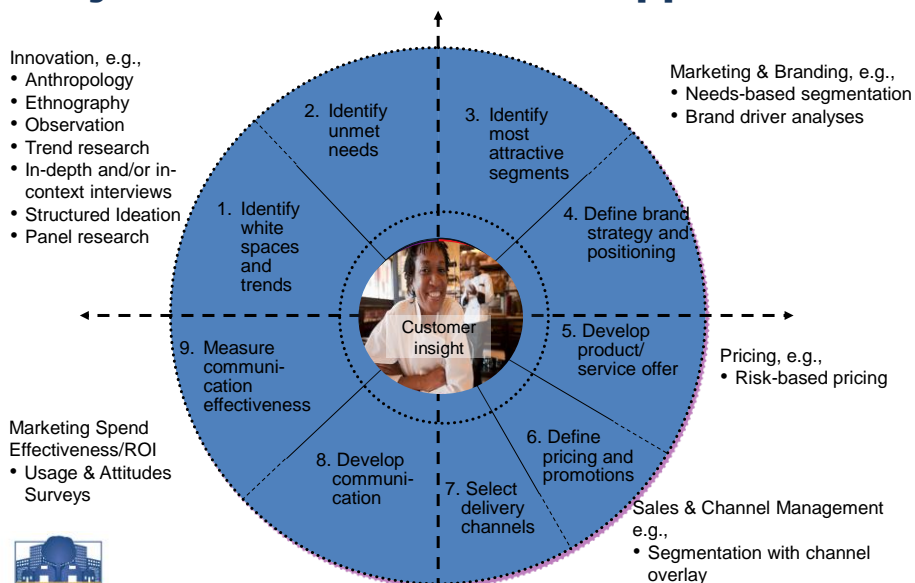 Innovation, e.g.,
• Anthropology
• Ethnography
• Observation
• Trend research
• In-depth and/or in-
context interviews
• Structured Ideation
• Panel research
Marketing & Branding, e.g.,
• Needs-based segmentation
• Brand driver analyses
1. Identify
white
spaces
and
trends
2. Identify
unmet
needs
3. Identify
most
attractive
segments
4. Define brand
strategy and
positioning
5. Develop
product/
service offer
6. Define
pricing and
promotions
7. Select
delivery
channels
8. Develop
communi-
cation
9. Measure
communi-
cation
effectiveness
Customer
insight
Pricing, e.g.,
• Risk-based pricing
Marketing Spend
Effectiveness/ROI
• Usage & Attitudes
Surveys
Sales & Channel Management
e.g.,
• Segmentation with channel
overlay